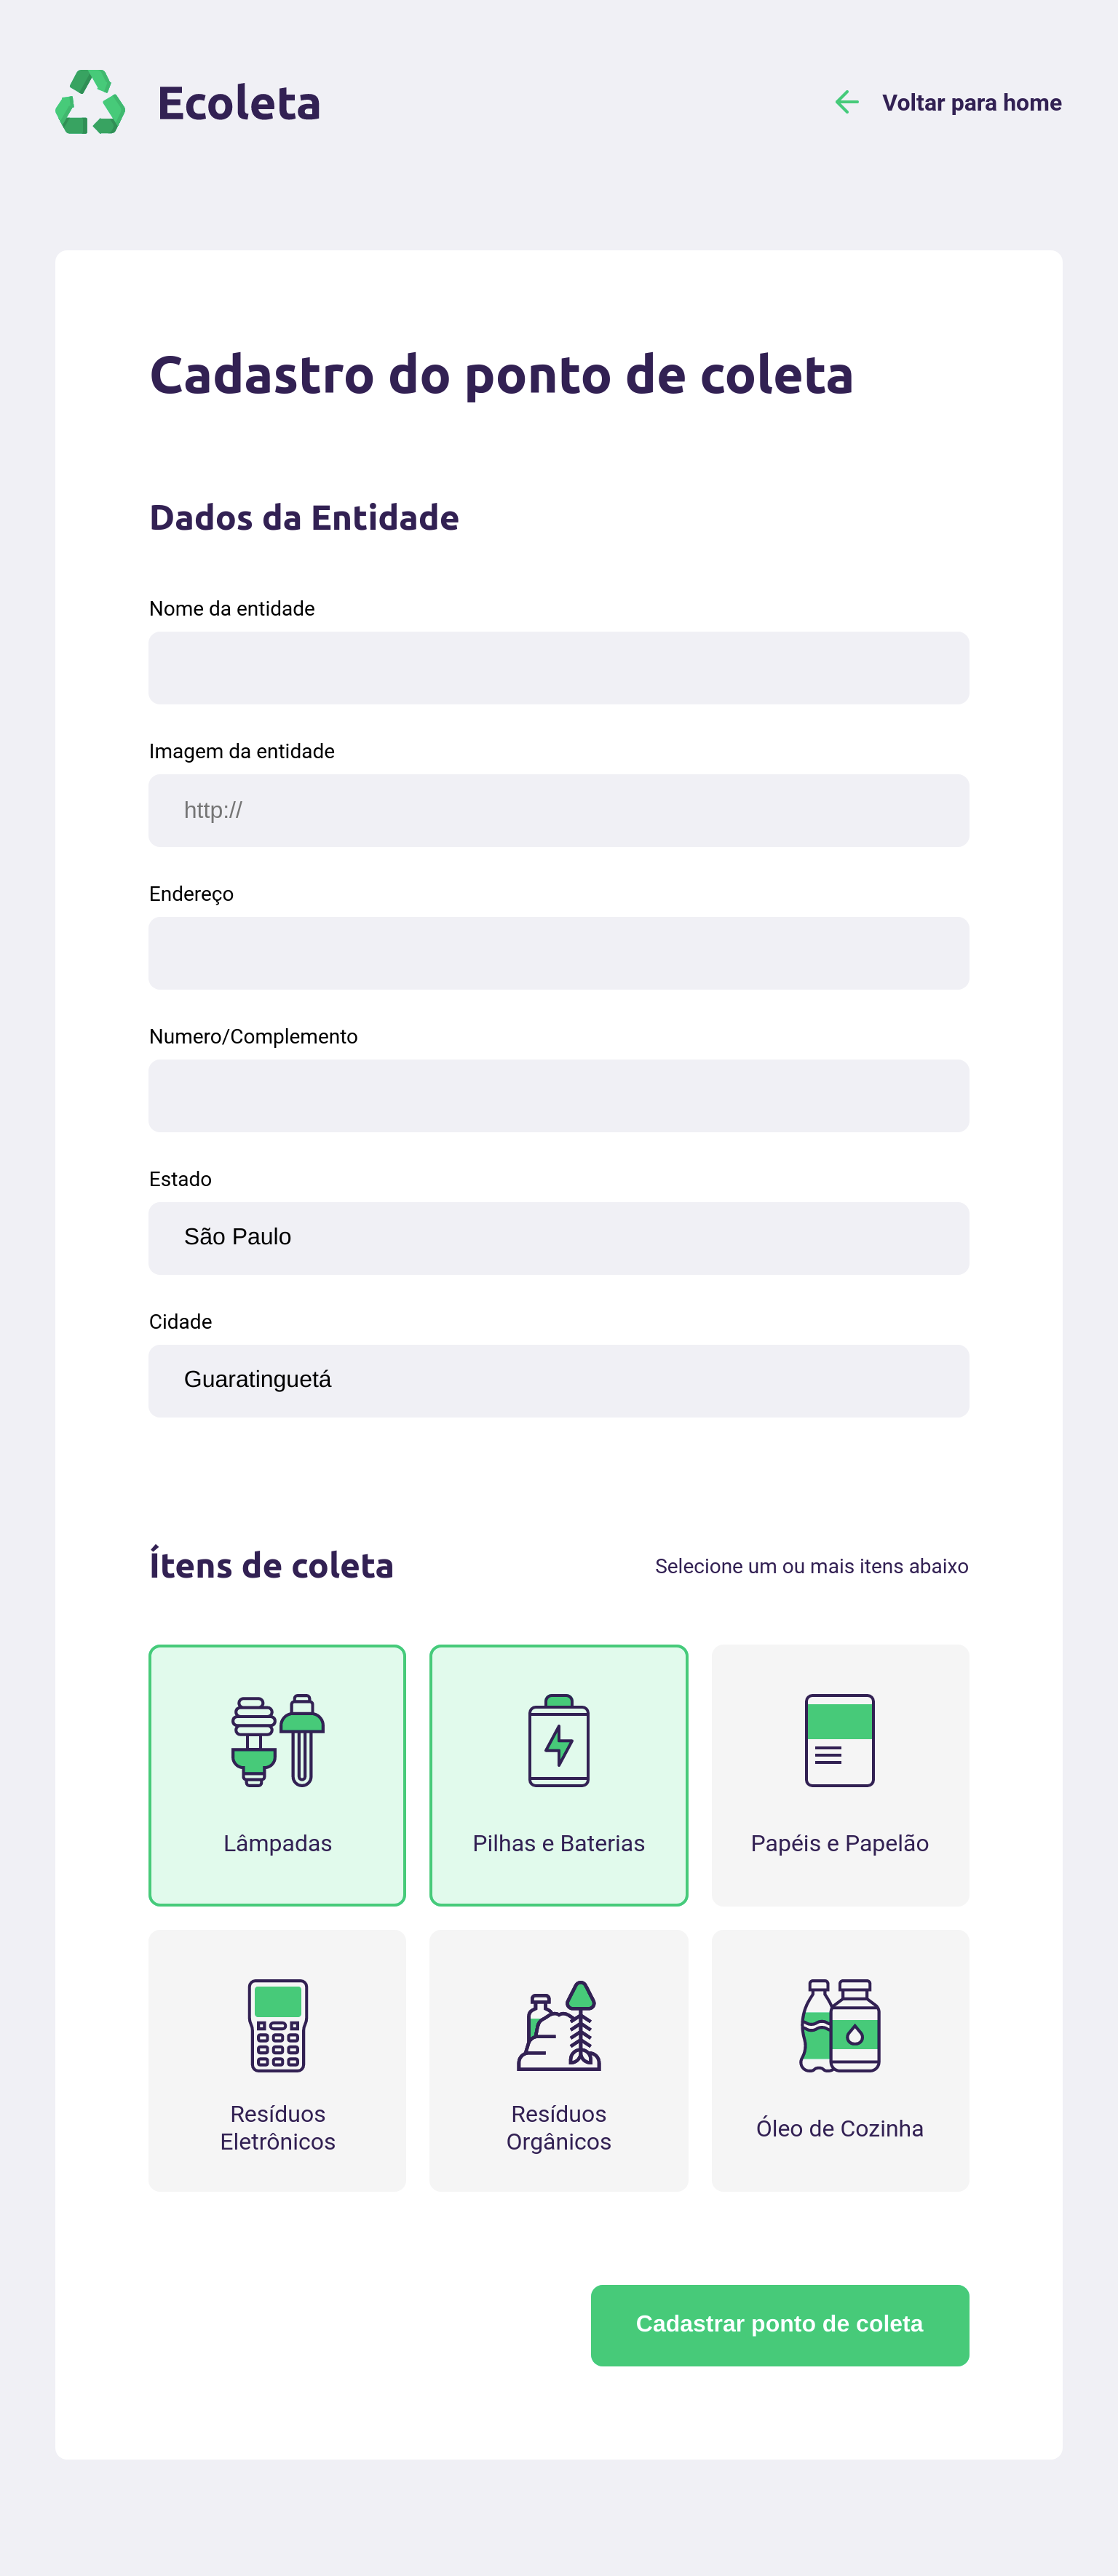 Ecoleta
Voltar para home
Cadastro do ponto de coleta
Dados da Entidade
Nome da entidade
Imagem da entidade
http://
Endereço
Numero/Complemento
Estado
São Paulo
Cidade
Guaratinguetá
Ítens de coleta
Selecione um ou mais itens abaixo
Lâmpadas
Pilhas e Baterias
Papéis e Papelão
Resíduos
Eletrônicos
Resíduos
Orgânicos
Óleo de Cozinha
Cadastrar ponto de coleta